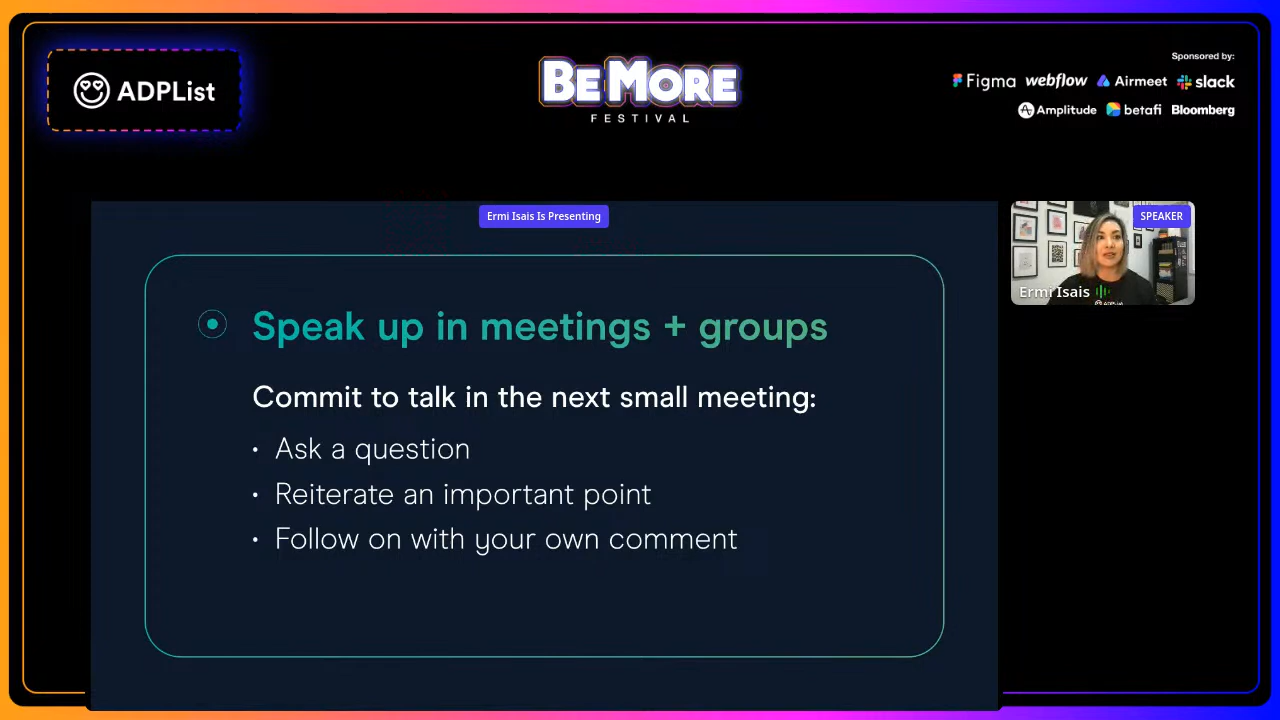 ADPList
BE MORE
FESTIVAL
Sponsored by:
Figma webflow Airmeet slack
Amplitude betafi Bloomberg
Ermi Isais Is Presenting
SPEAKER
Ermi Isais
ADPList
Speak up in meetings + groups
Commit to talk in the next small meeting:
• Ask a question
• Reiterate an important point
• Follow on with your own comment